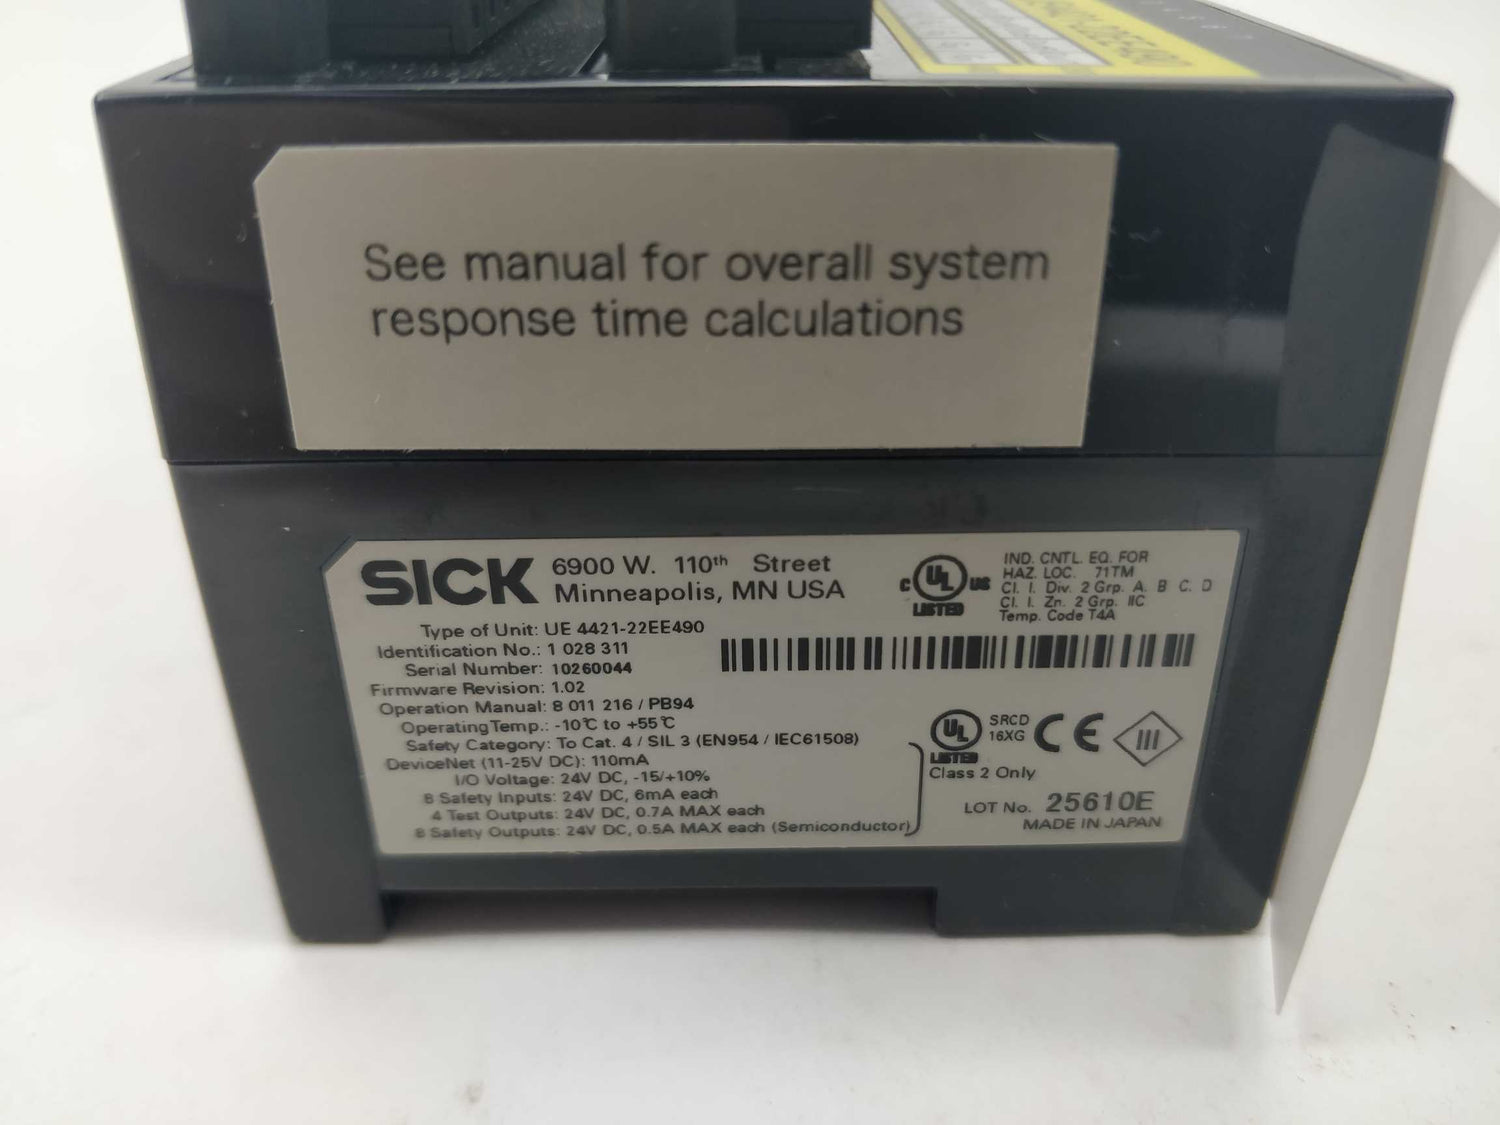 See manual for overall system
response time calculations
SICK 6900 W. 110th Street
Minneapolis, MN USA
C UL US LISTED
IND. CNTL. EQ. FOR
HAZ. LOC. 71TM
Cl. I. Div. 2 Grp. A. B C. D
Cl. I. Zn. 2 Grp. IIC
Temp. Code T4A
Type of Unit: UE 4421-22EE490
Identification No.: 1 028 311
Serial Number: 10260044
Firmware Revision: 1.02
Operation Manual: 8 011 216 / PB94
Operating Temp.: -10℃ to +55℃
Safety Category: To Cat. 4 / SIL 3 (EN954 / IEC61508)
DeviceNet (11-25V DC): 110mA
I/O Voltage: 24V DC, -15/+10%
8 Safety Inputs: 24V DC, 6mA each
4 Test Outputs: 24V DC, 0.7A MAX each
8 Safety Outputs: 24V DC, 0.5A MAX each (Semiconductor)
UL LISTED
SRCD
16XG
CE
III
Class 2 Only
LOT No. 25610E
MADE IN JAPAN